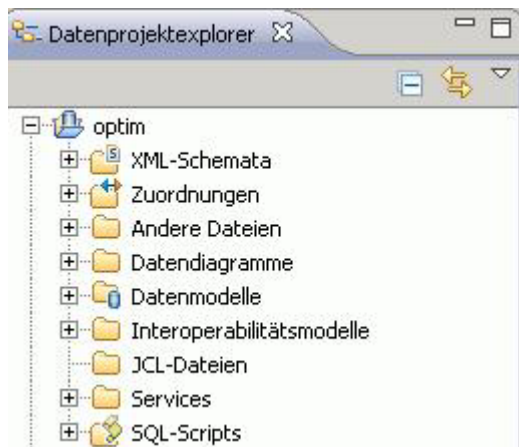 Datenprojektexplorer
optim
XML-Schemata
Zuordnungen
Andere Dateien
Datendiagramme
Datenmodelle
Interoperabilitätsmodelle
JCL-Dateien
Services
SQL-Scripts